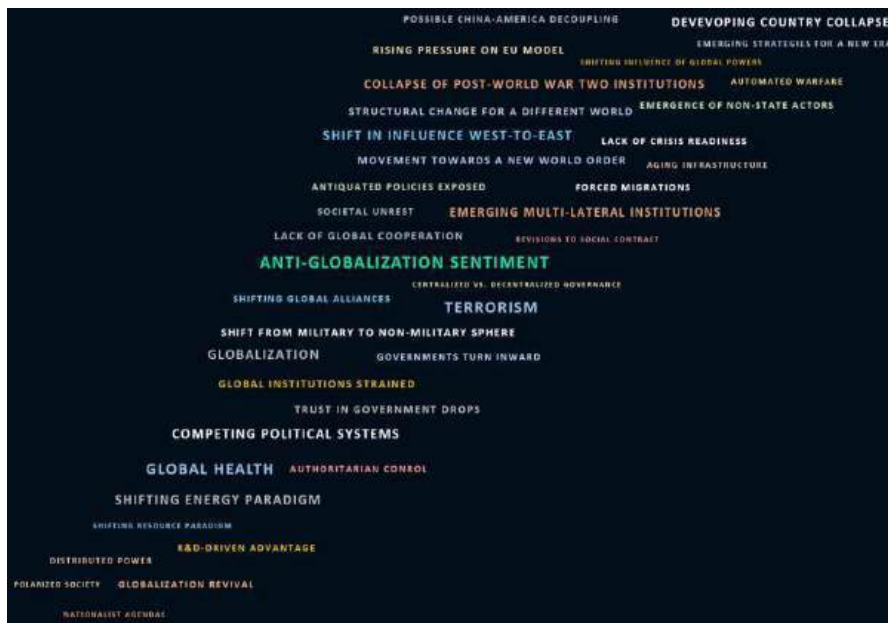 POSSIBLE CHINA-AMERICA DECOUPLING
DEVEVOPING COUNTRY COLLAPSE
RISING PRESSURE ON EU MODEL
EMERGING STRATEGIES FOR A NEW ERA
SHIFTING INFLUENCE OF GLOBAL POWERS
COLLAPSE OF POST-WORLD WAR TWO INSTITUTIONS
AUTOMATED WARFARE
STRUCTURAL CHANGE FOR A DIFFERENT WORLD
EMERGENCE OF NON-STATE ACTORS
SHIFT IN INFLUENCE WEST-TO-EAST
LACK OF CRISIS READINESS
MOVEMENT TOWARDS A NEW WORLD ORDER
AGING INFRASTRUCTURE
ANTIQUATED POLICIES EXPOSED
FORCED MIGRATIONS
SOCIETAL UNREST
EMERGING MULTI-LATERAL INSTITUTIONS
LACK OF GLOBAL COOPERATION
REVISIONS TO SOCIAL CONTRACT
ANTI-GLOBALIZATION SENTIMENT
CENTRALIZED VS. DECENTRALIZED GOVERNANCE
SHIFTING GLOBAL ALLIANCES
TERRORISM
SHIFT FROM MILITARY TO NON-MILITARY SPHERE
GLOBALIZATION
GOVERNMENTS TURN INWARD
GLOBAL INSTITUTIONS STRAINED
TRUST IN GOVERNMENT DROPS
COMPETING POLITICAL SYSTEMS
GLOBAL HEALTH
AUTHORITARIAN CONROL
SHIFTING ENERGY PARADIGM
SHIFTING RESOURCE PARADIGM
R&D-DRIVEN ADVANTAGE
DISTRIBUTED POWER
POLARIZED SOCIETY
GLOBALIZATION REVIVAL
NATIONALIST AGENDAS